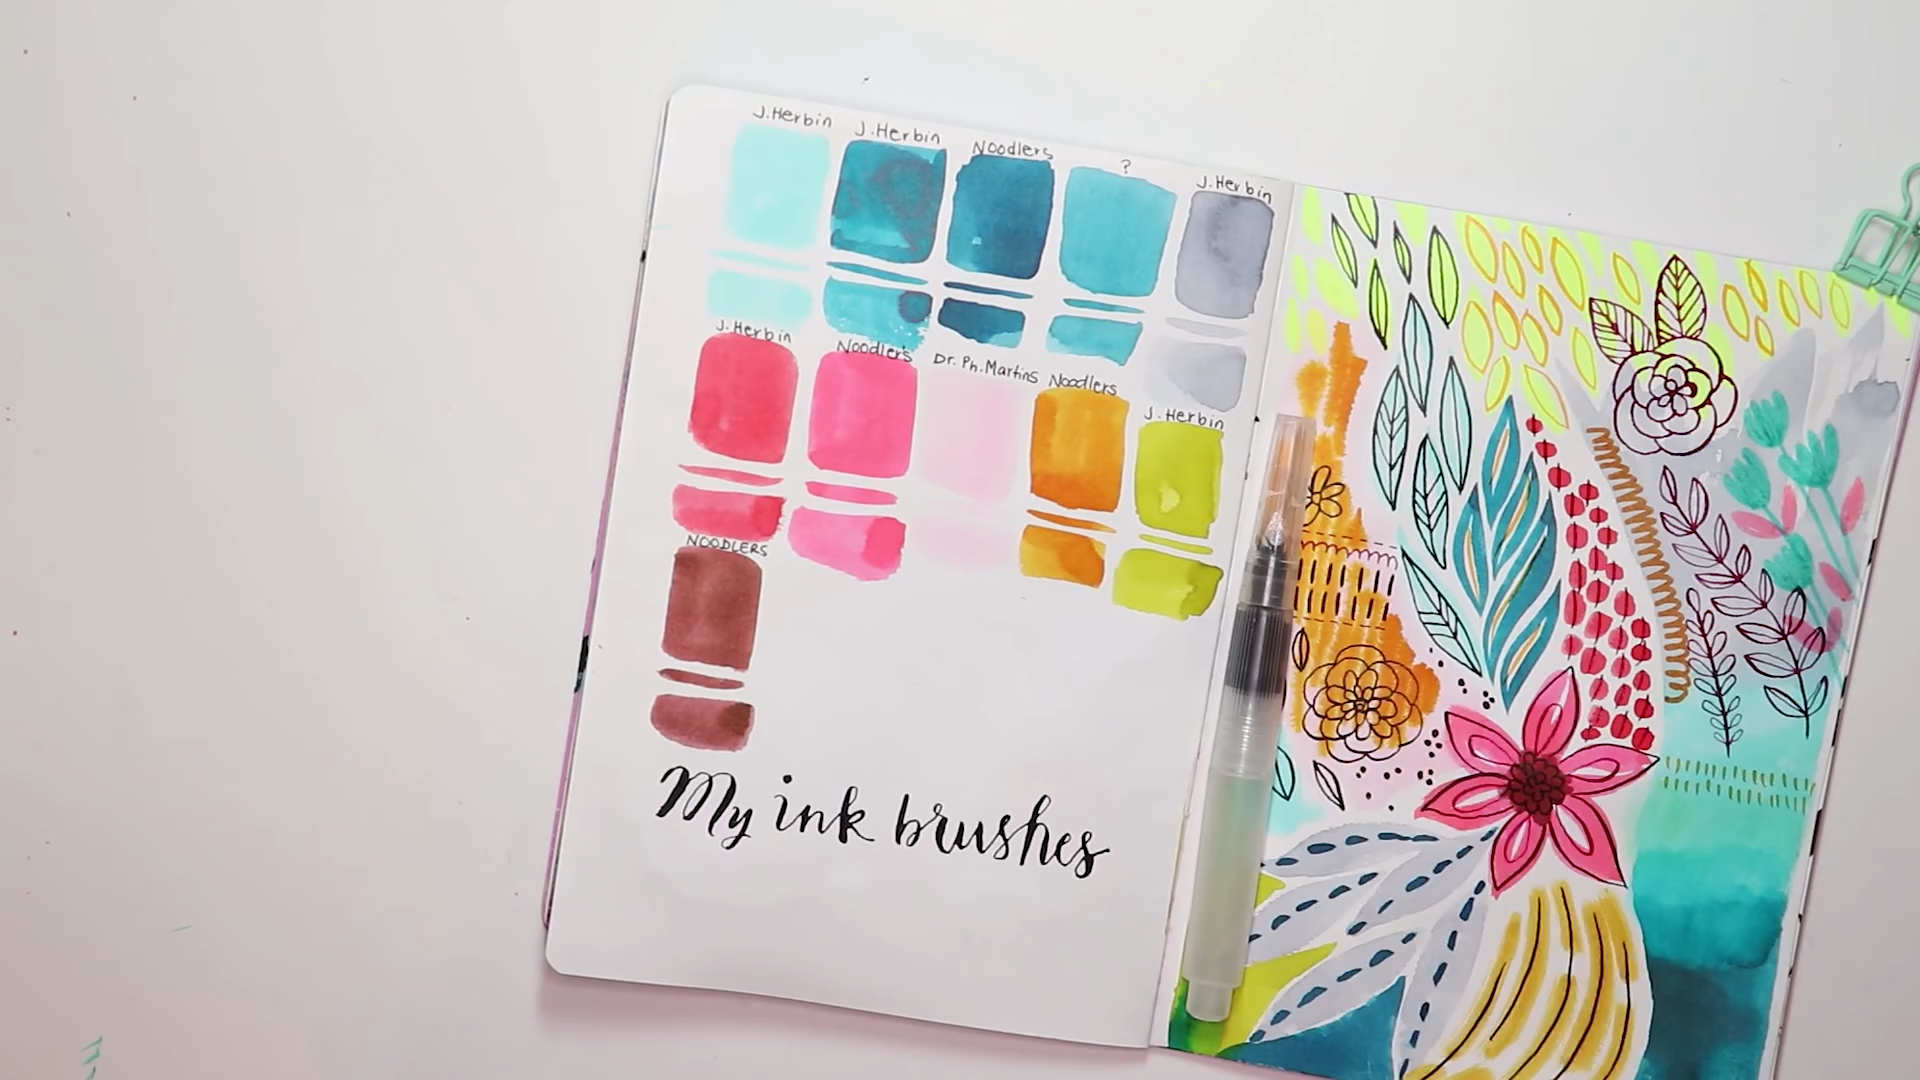 J.Herbin J.Herbin Noodlers ? J.Herbin
J.Herbin Noodler's Dr. Ph.Martins Noodlers J.Herbin
NOODLERS
My ink brushes